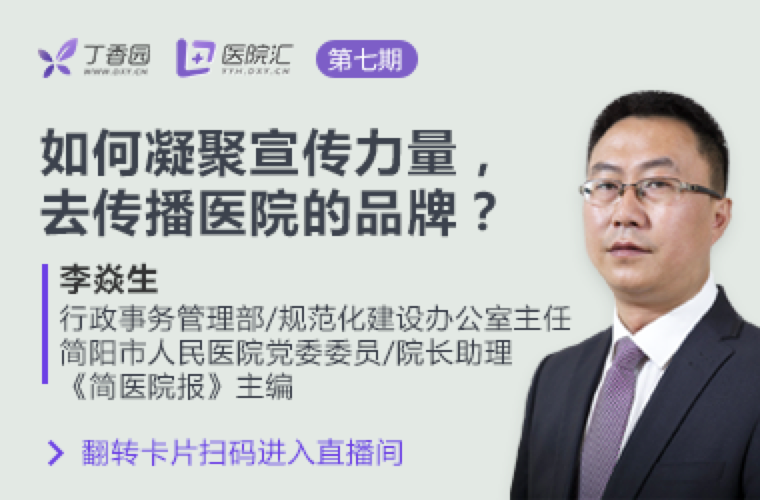 丁香园
WWW.DXY.CN
医院汇
YYH.DXY.CN
第七期
如何凝聚宣传力量，
去传播医院的品牌？
李焱生
行政事务管理部/规范化建设办公室主任
简阳市人民医院党委委员/院长助理
《简医院报》主编
翻转卡片扫码进入直播间